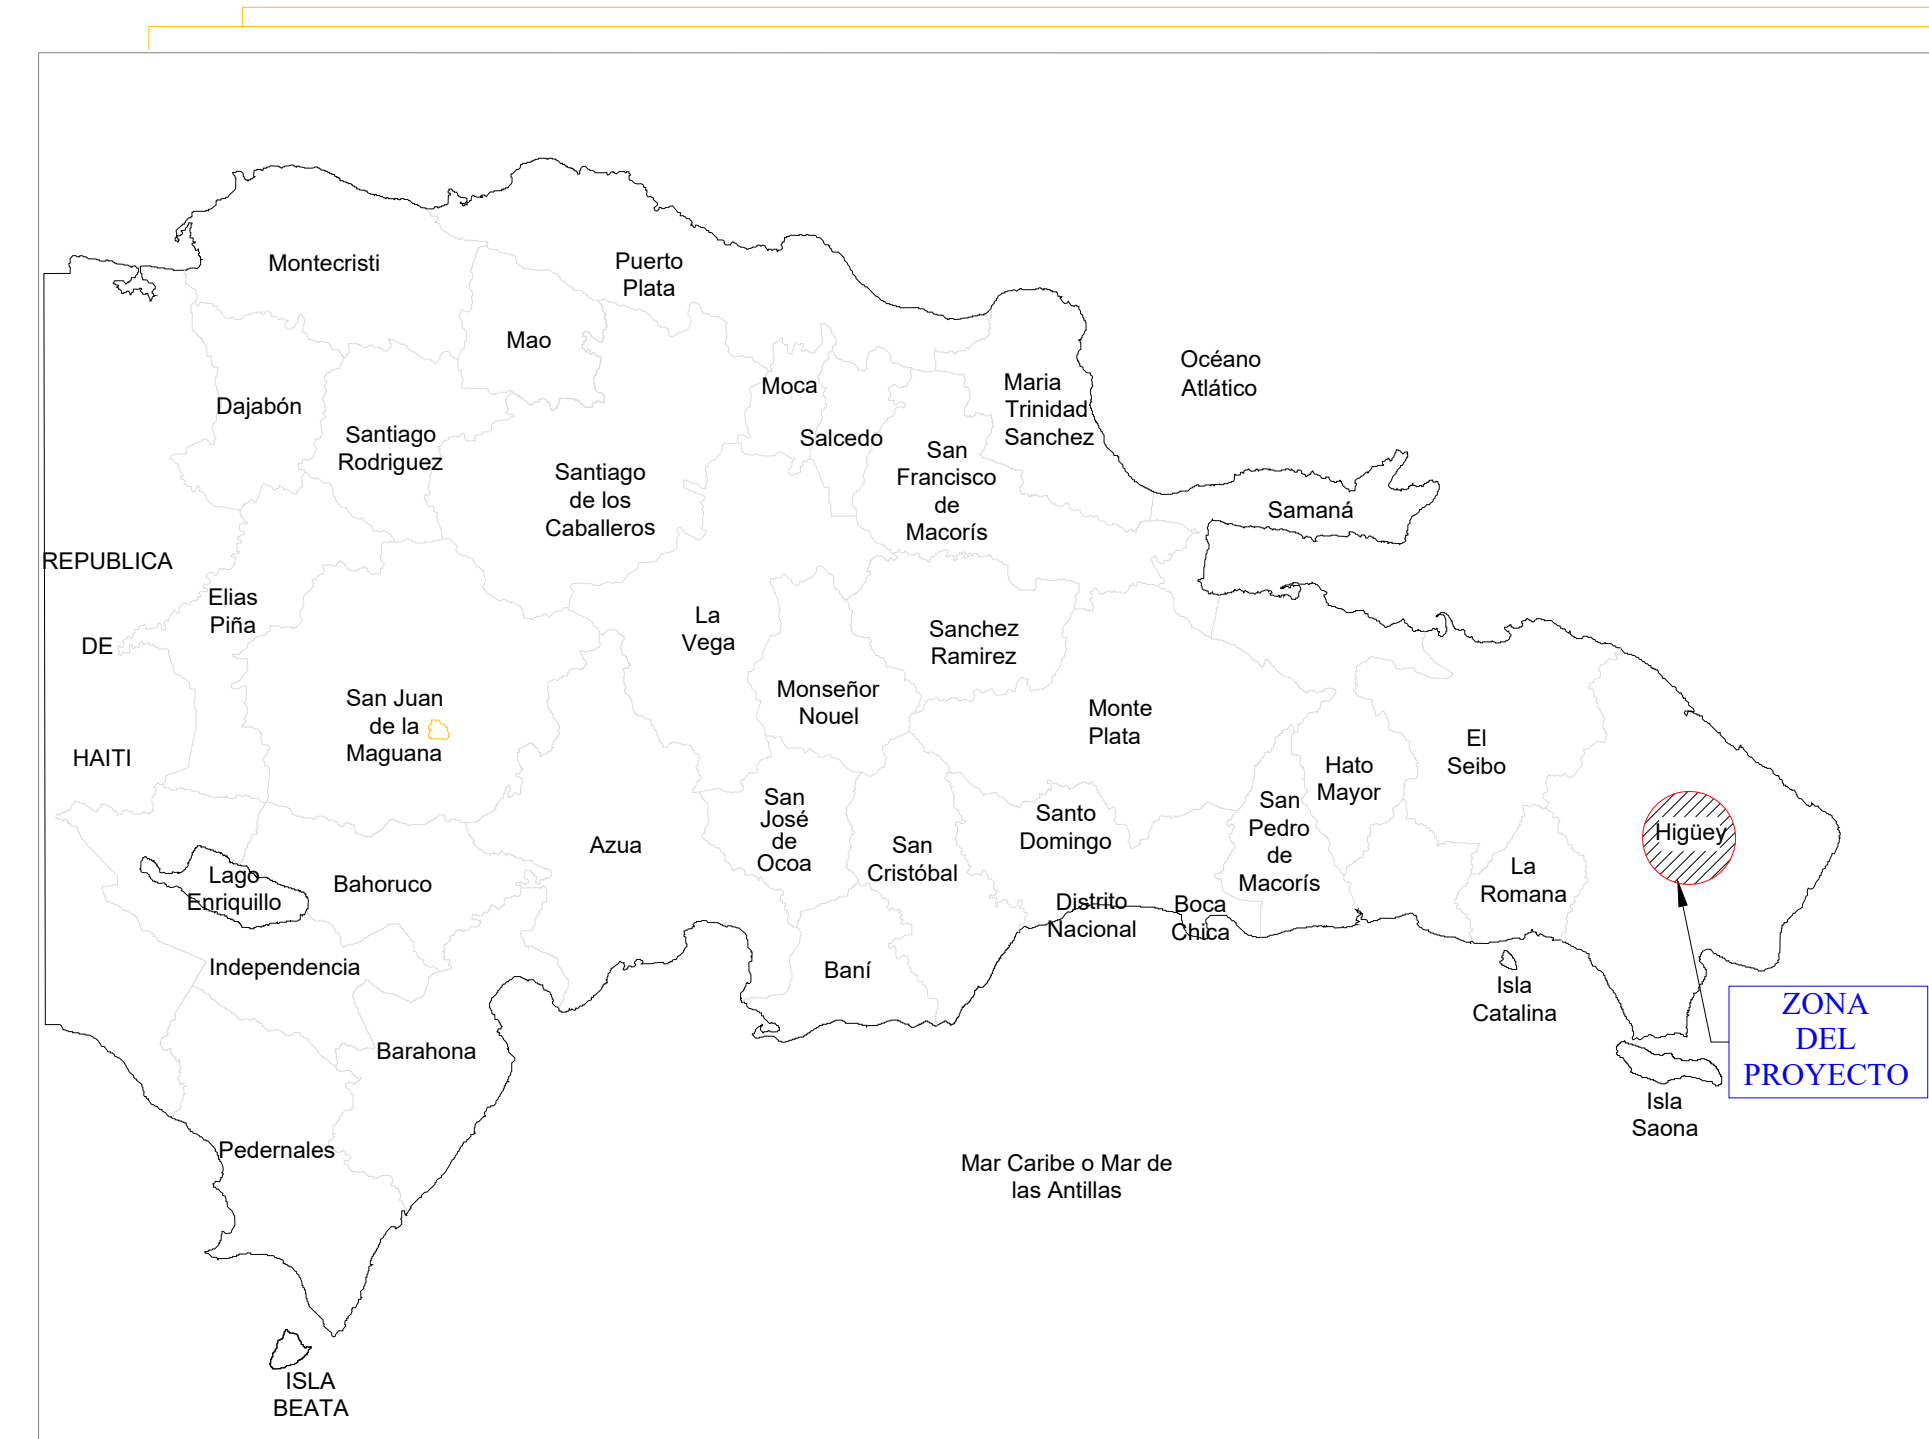 Montecristi
Puerto
Plata
Mao
Dajabón
Santiago
Rodriguez
Moca
Salcedo
Maria
Trinidad
Sanchez
Océano
Atlático
Santiago
de los
Caballeros
San
Francisco
de
Macorís
Samaná
REPUBLICA
DE
HAITI
Elias
Piña
La
Vega
Sanchez
Ramirez
San Juan
de la
Maguana
Monseñor
Nouel
Monte
Plata
El
Seibo
Hato
Mayor
San
José
de
Ocoa
Santo
Domingo
San
Pedro
de
Macorís
Higüey
Azua
San
Cristóbal
La
Romana
Lago
Enriquillo
Bahoruco
Distrito
Nacional
Boca
Chica
Independencia
Baní
Isla
Catalina
ZONA
DEL
PROYECTO
Barahona
Isla
Saona
Pedernales
Mar Caribe o Mar de
las Antillas
ISLA
BEATA